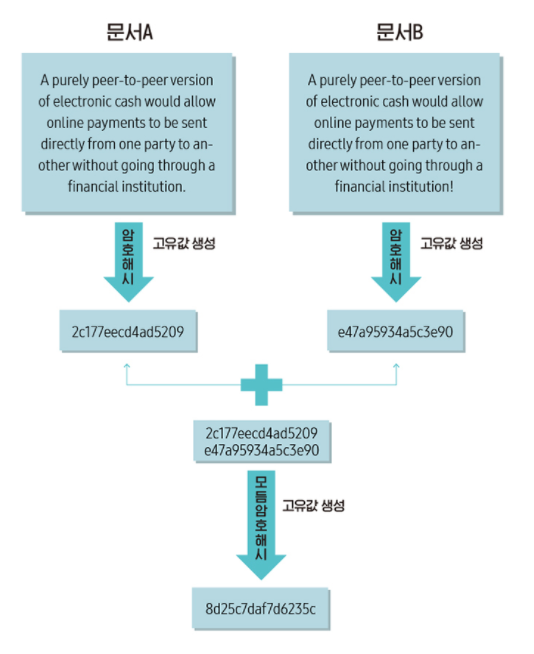 문서A
A purely peer-to-peer version
of electronic cash would allow
online payments to be sent
directly from one party to an-
other without going through a
financial institution.
문서B
A purely peer-to-peer version
of electronic cash would allow
online payments to be sent
directly from one party to an-
other without going through a
financial institution!
암호해시
고유값 생성
암호해시
고유값 생성
2c177eecd4ad5209
e47a95934a5c3e90
2c177eecd4ad5209
e47a95934a5c3e90
모듬암호해시
고유값 생성
8d25c7daf7d6235c